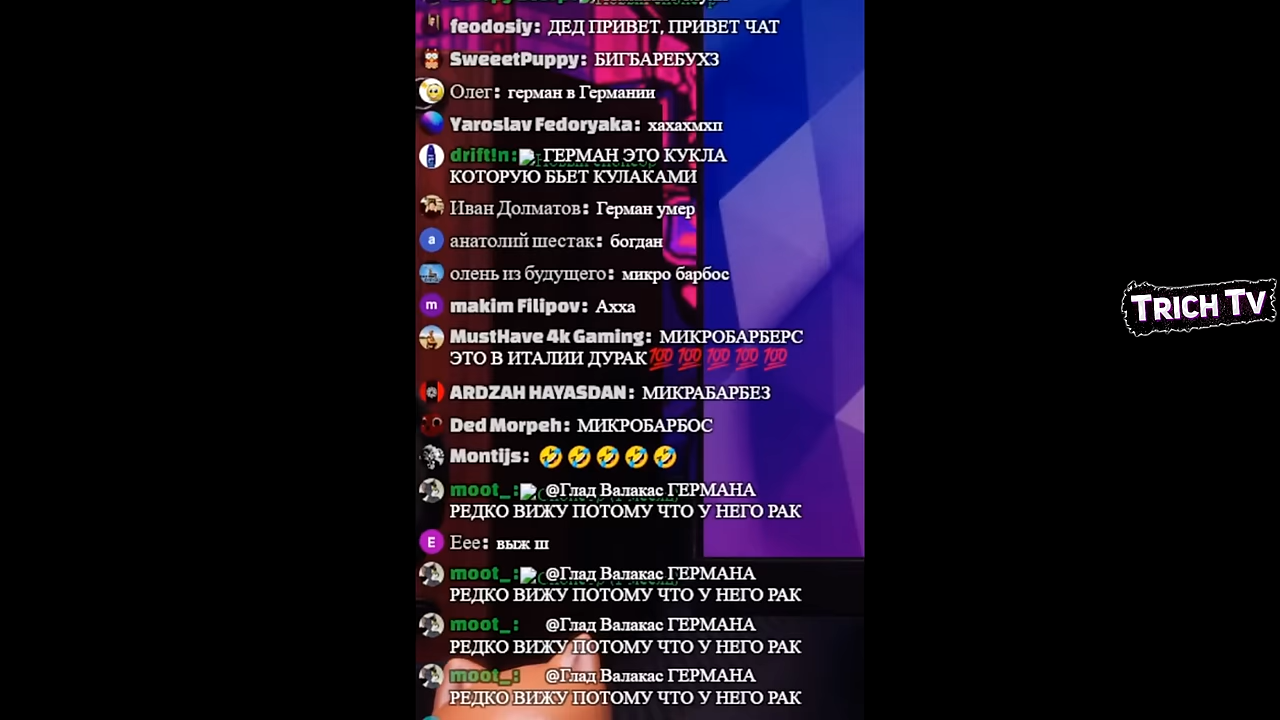 feodosiy: ДЕД ПРИВЕТ, ПРИВЕТ ЧАТ
SweeetPuppy: БИГБАРЕБУХЗ
Олег: герман в Германии
Yaroslav Fedoryaka: хахахмхп
drift!n: ГЕРМАН ЭТО КУКЛА
КОТОРУЮ БЬЕТ КУЛАКАМИ
Иван Долматов: Герман умер
a анатолий шестак: богдан
олень из будущего: микро барбос
m makim Filipov: Ахха
MustHave 4k Gaming: МИКРОБАРБЕРС
ЭТО В ИТАЛИИ ДУРАК💯💯💯💯💯
TRICH TV
ARDZAH HAYASDAN: МИКРАБАРБЕЗ
Ded Morpeh: МИКРОБАРБОС
Montijs: 🤣🤣🤣🤣🤣
moot_: @Глад Валакас ГЕРМАНА
РЕДКО ВИЖУ ПОТОМУ ЧТО У НЕГО РАК
E Eee: выж ш
moot_: @Глад Валакас ГЕРМАНА
РЕДКО ВИЖУ ПОТОМУ ЧТО У НЕГО РАК
moot_: @Глад Валакас ГЕРМАНА
РЕДКО ВИЖУ ПОТОМУ ЧТО У НЕГО РАК
moot_: @Глад Валакас ГЕРМАНА
РЕДКО ВИЖУ ПОТОМУ ЧТО У НЕГО РАК